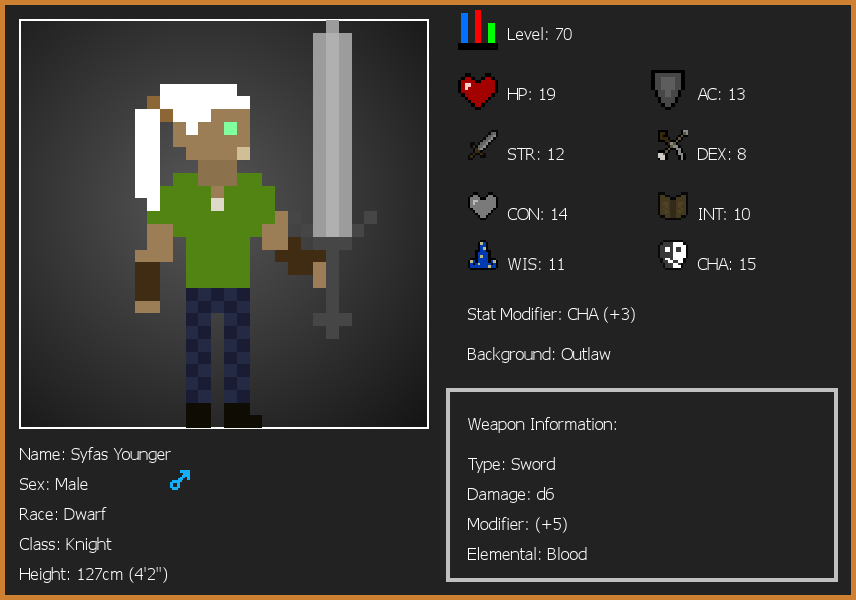 Level: 70
HP: 19
AC: 13
STR: 12
DEX: 8
CON: 14
INT: 10
WIS: 11
CHA: 15
Stat Modifier: CHA (+3)
Background: Outlaw
Weapon Information:
Type: Sword
Damage: d6
Modifier: (+5)
Elemental: Blood
Name: Syfas Younger
Sex: Male
Race: Dwarf
Class: Knight
Height: 127cm (4'2")